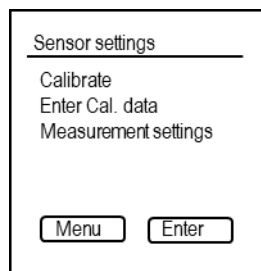 Sensor settings
Calibrate
Enter Cal. data
Measurement settings
Menu Enter